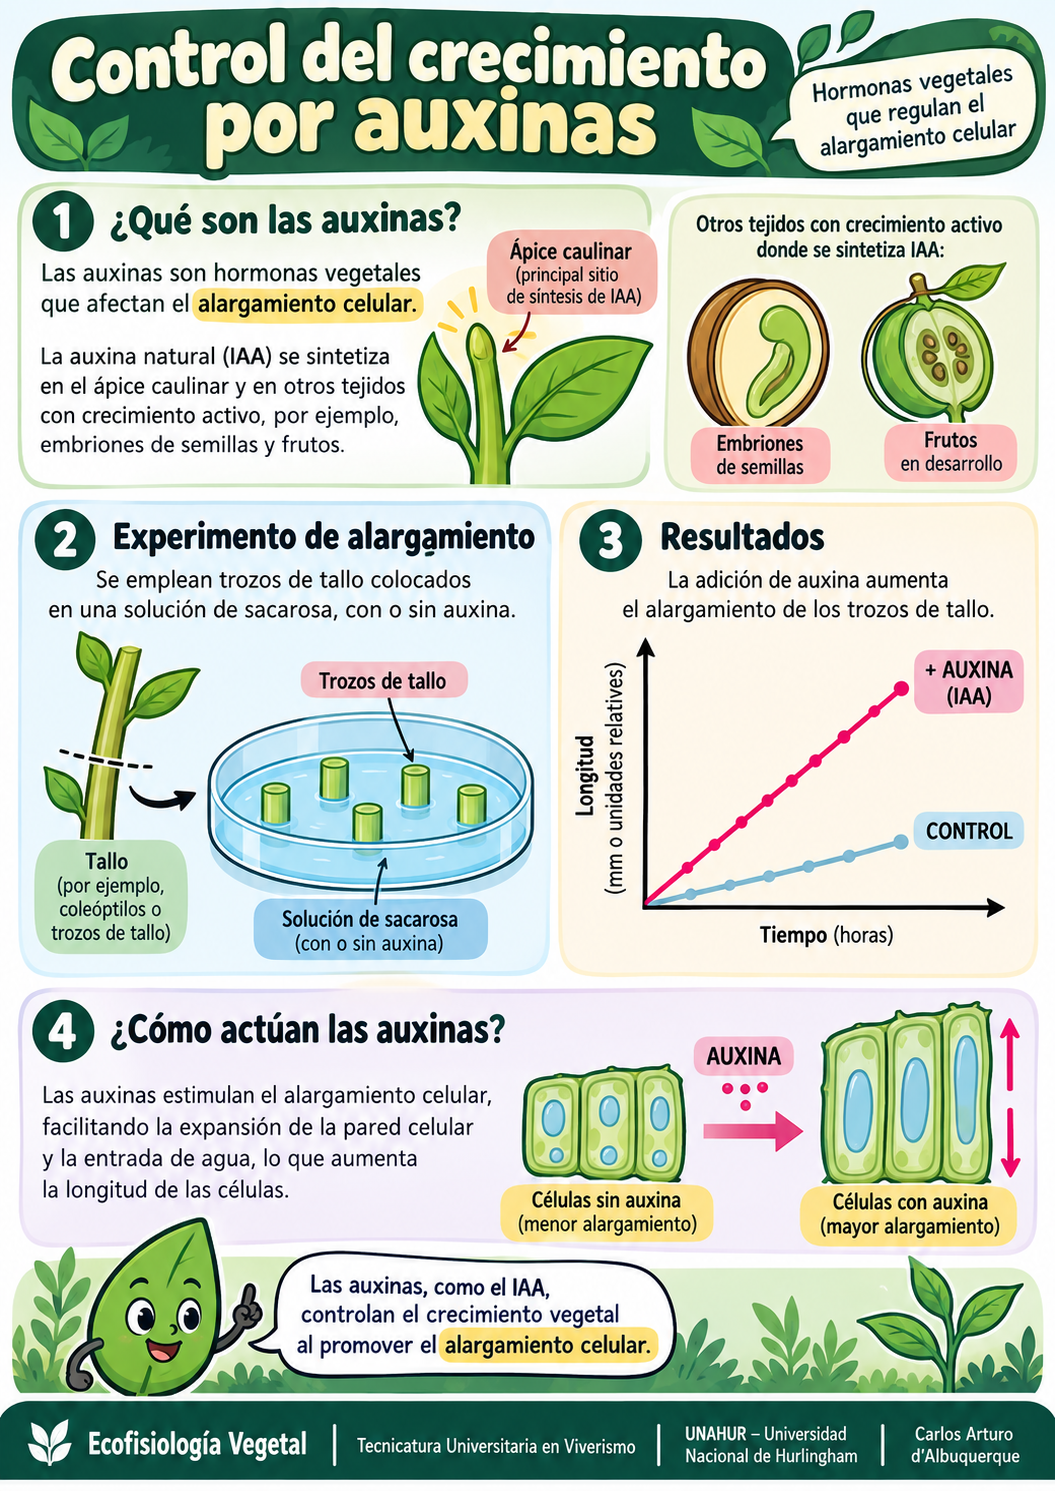 Control del crecimiento
por auxinas
Hormonas vegetales
que regulan el
alargamiento celular
1 ¿Qué son las auxinas?
Las auxinas son hormonas vegetales
que afectan el alargamiento celular.
La auxina natural (IAA) se sintetiza
en el ápice caulinar y en otros tejidos
con crecimiento activo, por ejemplo,
embriones de semillas y frutos.
Ápice caulinar
(principal sitio
de síntesis de IAA)
Otros tejidos con crecimiento activo
donde se sintetiza IAA:
Embriones
de semillas
Frutos
en desarrollo
2 Experimento de alargamiento
Se emplean trozos de tallo colocados
en una solución de sacarosa, con o sin auxina.
Trozos de tallo
Tallo
(por ejemplo,
coleóptilos o
trozos de tallo)
Solución de sacarosa
(con o sin auxina)
3 Resultados
La adición de auxina aumenta
el alargamiento de los trozos de tallo.
Longitud
(mm o unidades relatives)
+ AUXINA
(IAA)
CONTROL
Tiempo (horas)
4 ¿Cómo actúan las auxinas?
Las auxinas estimulan el alargamiento celular,
facilitando la expansión de la pared celular
y la entrada de agua, lo que aumenta
la longitud de las células.
AUXINA
Células sin auxina
(menor alargamiento)
Células con auxina
(mayor alargamiento)
Las auxinas, como el IAA,
controlan el crecimiento vegetal
al promover el alargamiento celular.
Ecofisiología Vegetal
Tecnicatura Universitaria en Viverismo
UNAHUR – Universidad
Nacional de Hurlingham
Carlos Arturo
d'Albuquerque